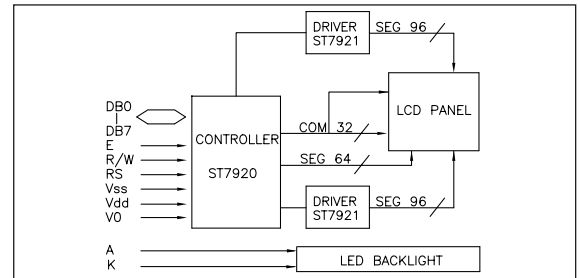 DRIVER
ST7921
SEG 96
LCD PANEL
DB0
DB7
E
R/W
RS
Vss
Vdd
V0
CONTROLLER
ST7920
COM 32
SEG 64
DRIVER
ST7921
SEG 96
A
K
LED BACKLIGHT